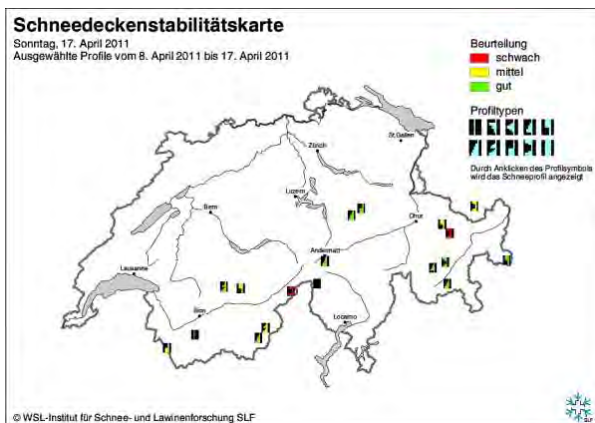 Schneedeckenstabilitätskarte
Sonntag, 17. April 2011
Ausgewählte Profile vom 8. April 2011 bis 17. April 2011
Beurteilung
schwach
mittel
gut
Profiltypen
Durch Anklicken des Profilsymbols
wird das Schneeprofil angezeigt
St.Gallen
Zürich
Luzern
Bern
Chur
Andermatt
Lausanne
Sion
Locarno
© WSL-Institut für Schnee- und Lawinenforschung SLF
SLF